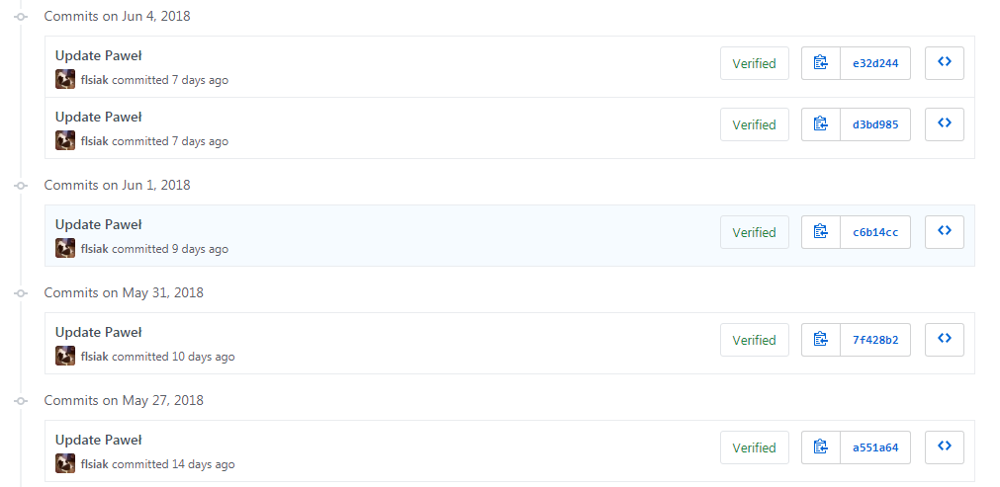 Commits on Jun 4, 2018
Update Paweł
flsiak committed 7 days ago
Verified
e32d244
Update Paweł
flsiak committed 7 days ago
Verified
d3bd985
Commits on Jun 1, 2018
Update Paweł
flsiak committed 9 days ago
Verified
c6b14cc
Commits on May 31, 2018
Update Paweł
flsiak committed 10 days ago
Verified
7f428b2
Commits on May 27, 2018
Update Paweł
flsiak committed 14 days ago
Verified
a551a64